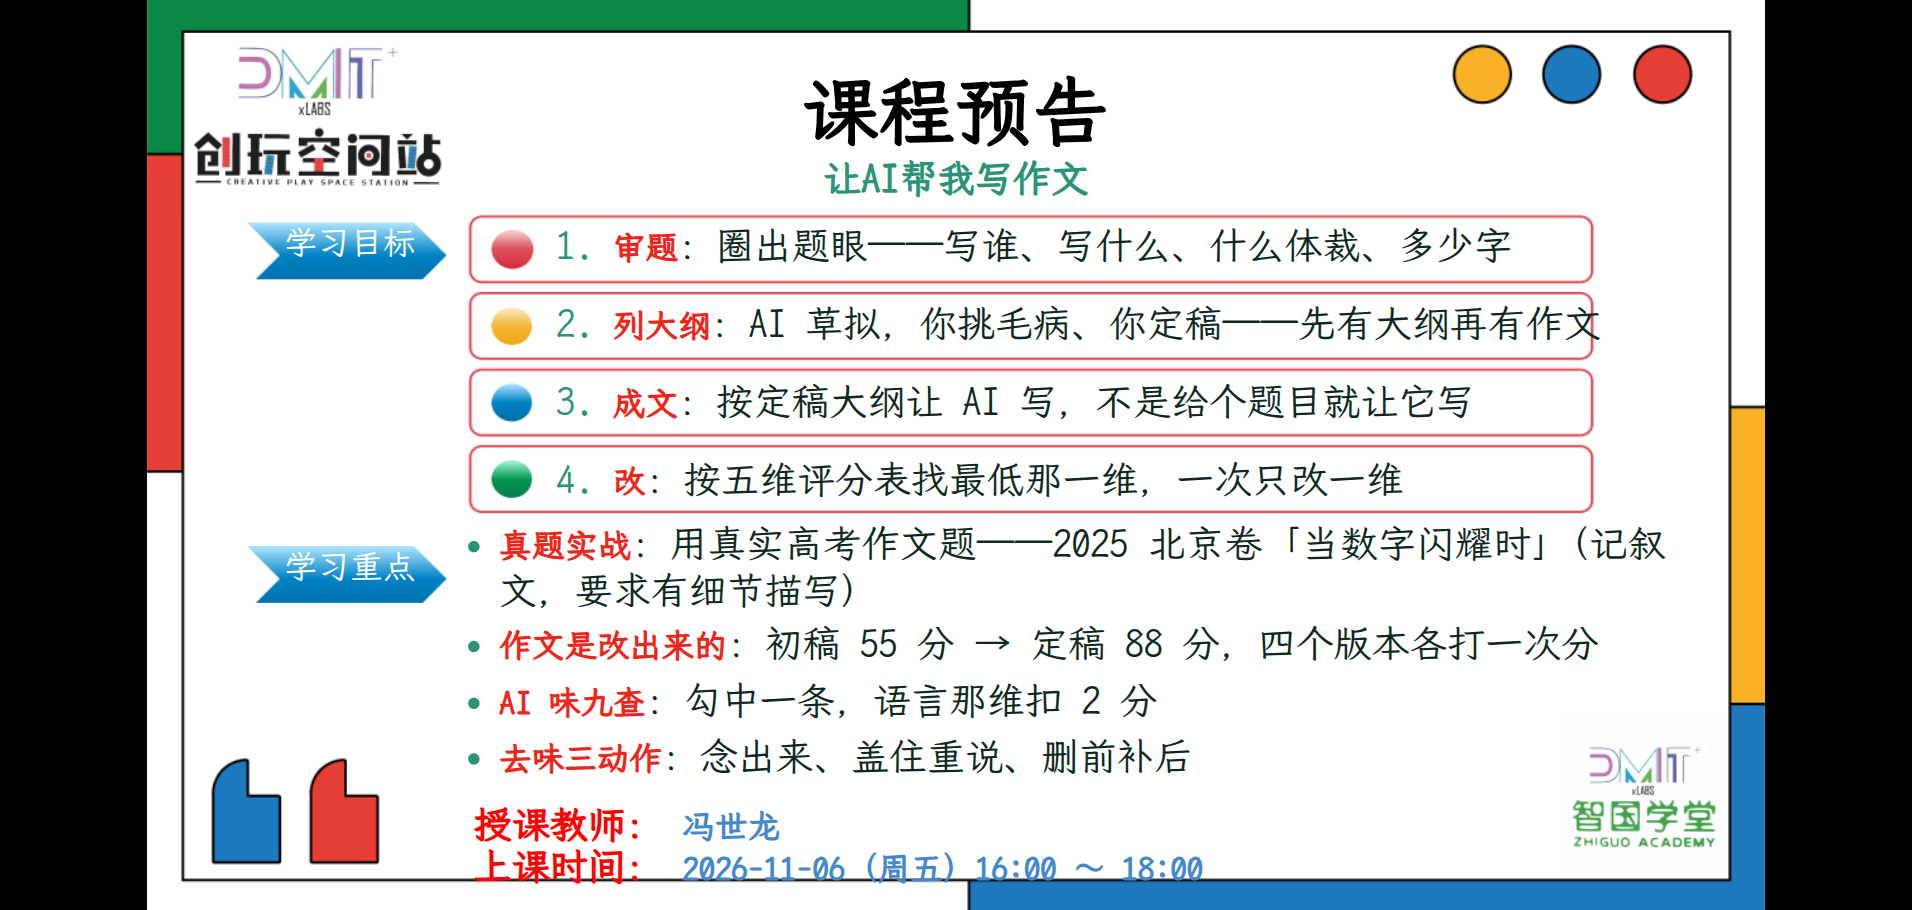 DMIT+
xLABS
创玩空间站
CREATIVE PLAY SPACE STATION
课程预告
让AI帮我写作文
学习目标
1. 审题：圈出题眼——写谁、写什么、什么体裁、多少字
2. 列大纲：AI 草拟，你挑毛病、你定稿——先有大纲再有作文
3. 成文：按定稿大纲让 AI 写，不是给个题目就让它写
4. 改：按五维评分表找最低那一维，一次只改一维
学习重点
• 真题实战：用真实高考作文题——2025 北京卷「当数字闪耀时」（记叙
文，要求有细节描写）
• 作文是改出来的：初稿 55 分 → 定稿 88 分，四个版本各打一次分
• AI 味九查：勾中一条，语言那维扣 2 分
• 去味三动作：念出来、盖住重说、删前补后
授课教师： 冯世龙
上课时间： 2026-11-06（周五）16:00 ～ 18:00
DMIT+
xLABS
智国学堂
ZHIGUO ACADEMY